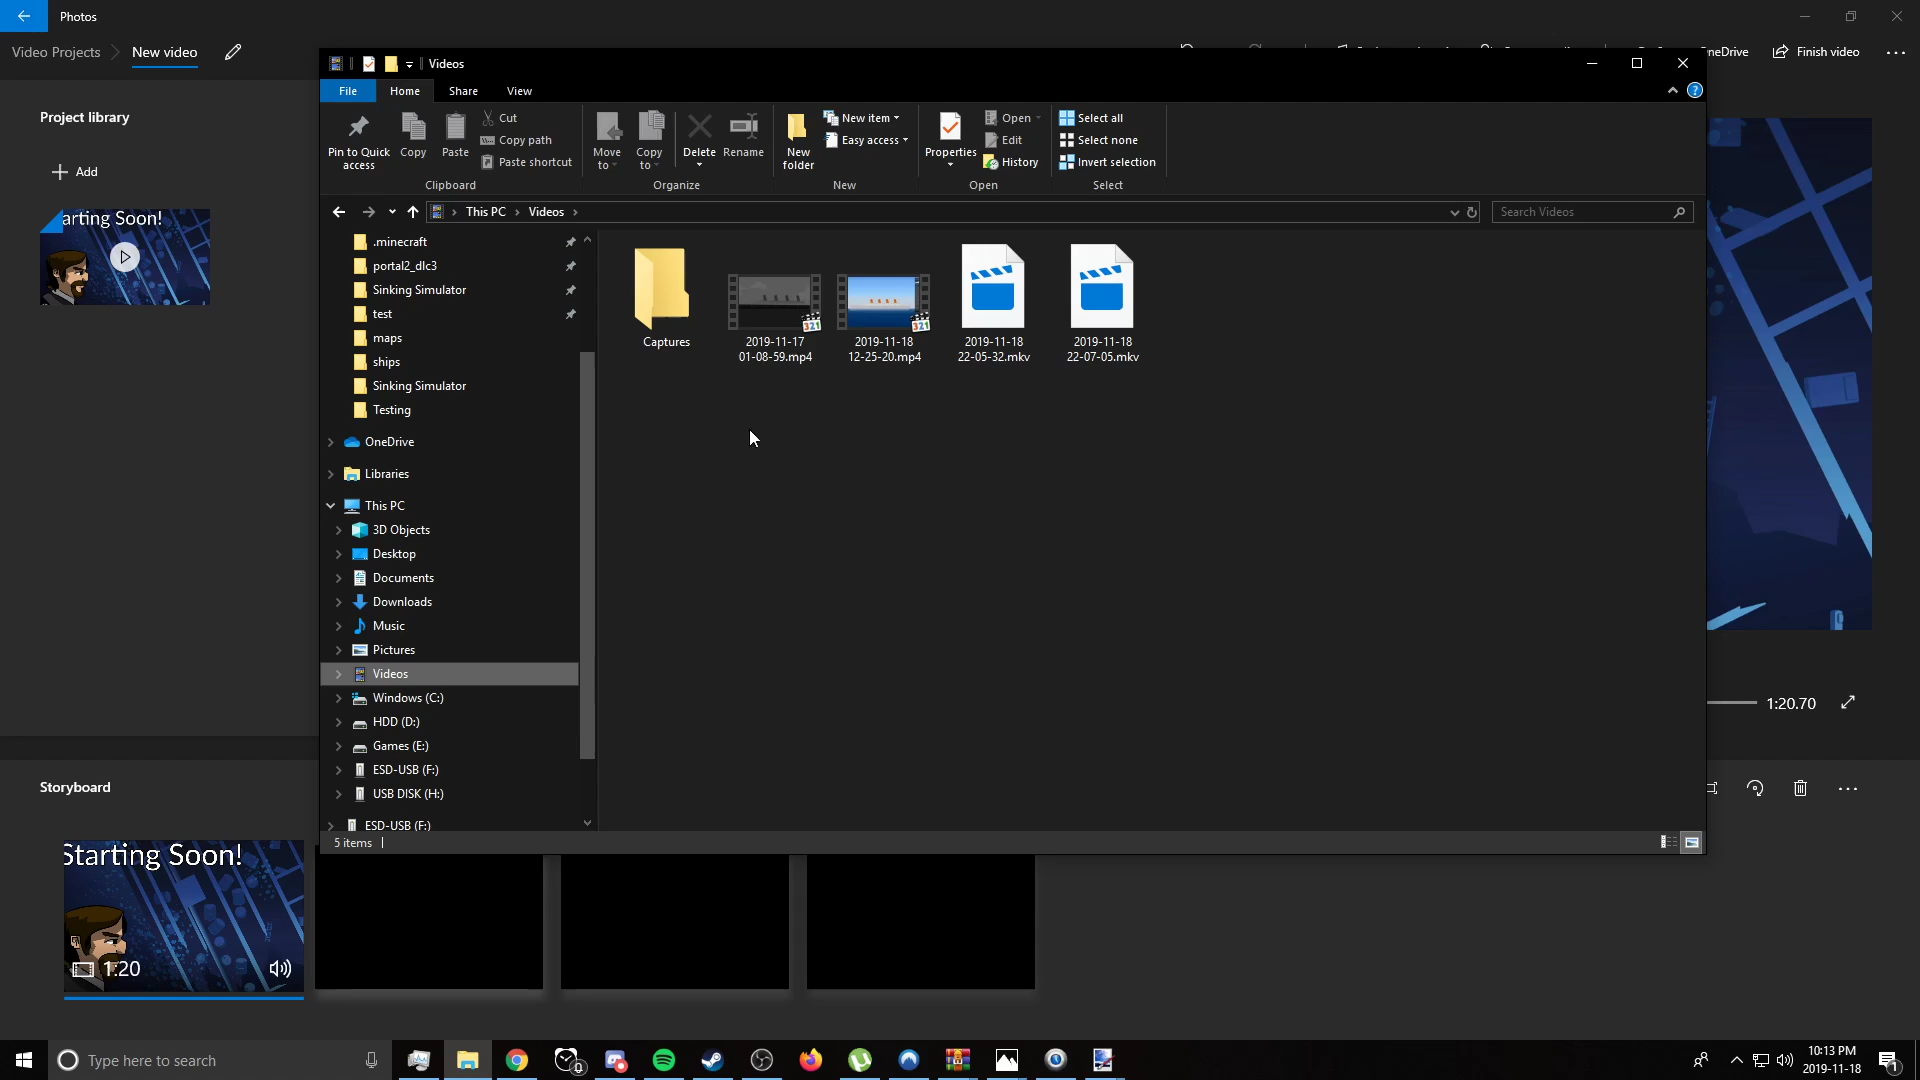 Photos
Video Projects
New video
neDrive
Finish video
Project library
Add
arting Soon!
Videos
File
Home
Share
View
Pin to Quick access
Copy
Paste
Cut
Copy path
Paste shortcut
Clipboard
Move to
Copy to
Delete
Rename
Organize
New folder
New item
Easy access
New
Properties
Open
Edit
History
Open
Select all
Select none
Invert selection
Select
This PC
Videos
Search Videos
.minecraft
portal2_dlc3
Sinking Simulator
test
maps
ships
Sinking Simulator
Testing
OneDrive
Libraries
This PC
3D Objects
Desktop
Documents
Downloads
Music
Pictures
Videos
Windows (C:)
HDD (D:)
Games (E:)
ESD-USB (F:)
USB DISK (H:)
ESD-USB (F:)
Captures
2019-11-17
01-08-59.mp4
2019-11-18
12-25-20.mp4
2019-11-18
22-05-32.mkv
2019-11-18
22-07-05.mkv
321
321
5 items
1:20.70
Storyboard
Starting Soon!
1:20
Type here to search
10:13 PM
2019-11-18
1